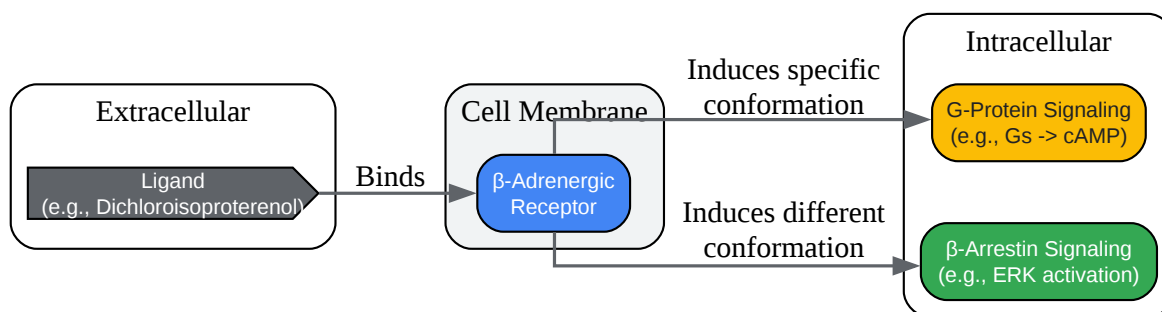 Extracellular
Ligand
(e.g., Dichloroisoproterenol)
Binds
Cell Membrane
β-Adrenergic
Receptor
Induces specific
conformation
Induces different
conformation
Intracellular
G-Protein Signaling
(e.g., Gs -> cAMP)
β-Arrestin Signaling
(e.g., ERK activation)